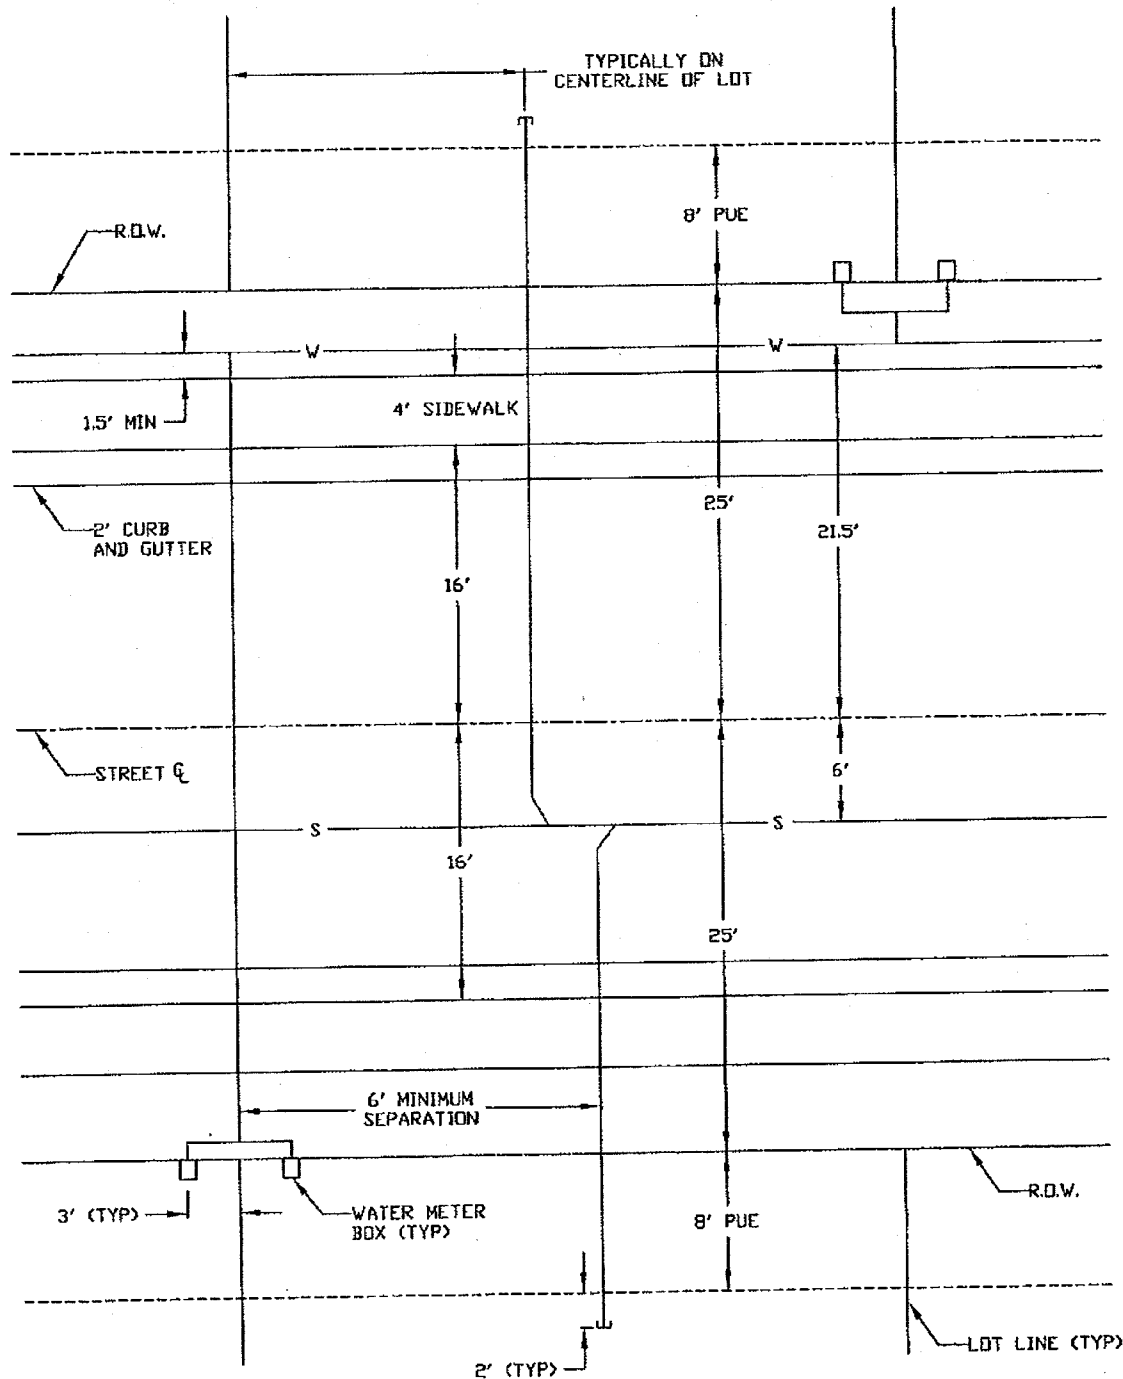 TYPICALLY ON
CENTERLINE OF LOT
8' PUE
R.O.W.
W
W
4' SIDEWALK
1.5' MIN
25'
21.5'
2' CURB
AND GUTTER
16'
STREET ℄
6'
S
S
16'
25'
6' MINIMUM
SEPARATION
R.O.W.
3' (TYP)
WATER METER
BOX (TYP)
8' PUE
LOT LINE (TYP)
2' (TYP)